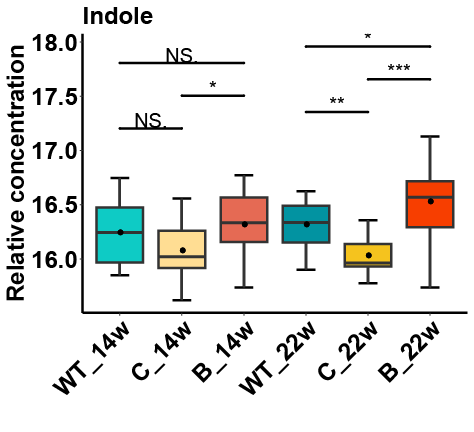 Indole
Relative concentration
18.0
17.5
17.0
16.5
16.0
*
NS.
***
*
**
NS.
WT_14w
C_14w
B_14w
WT_22w
C_22w
B_22w